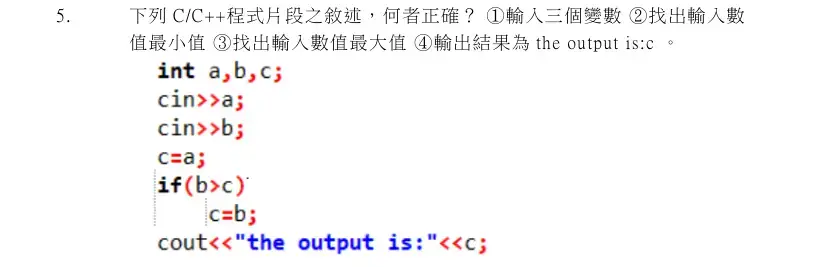 5. 下列 C/C++程式片段之敘述，何者正確？ ①輸入三個變數 ②找出輸入數
值最小值 ③找出輸入數值最大值 ④輸出結果為 the output is:c 。
int a,b,c;
cin>>a;
cin>>b;
c=a;
if(b>c)
c=b;
cout<<"the output is:"<<c;